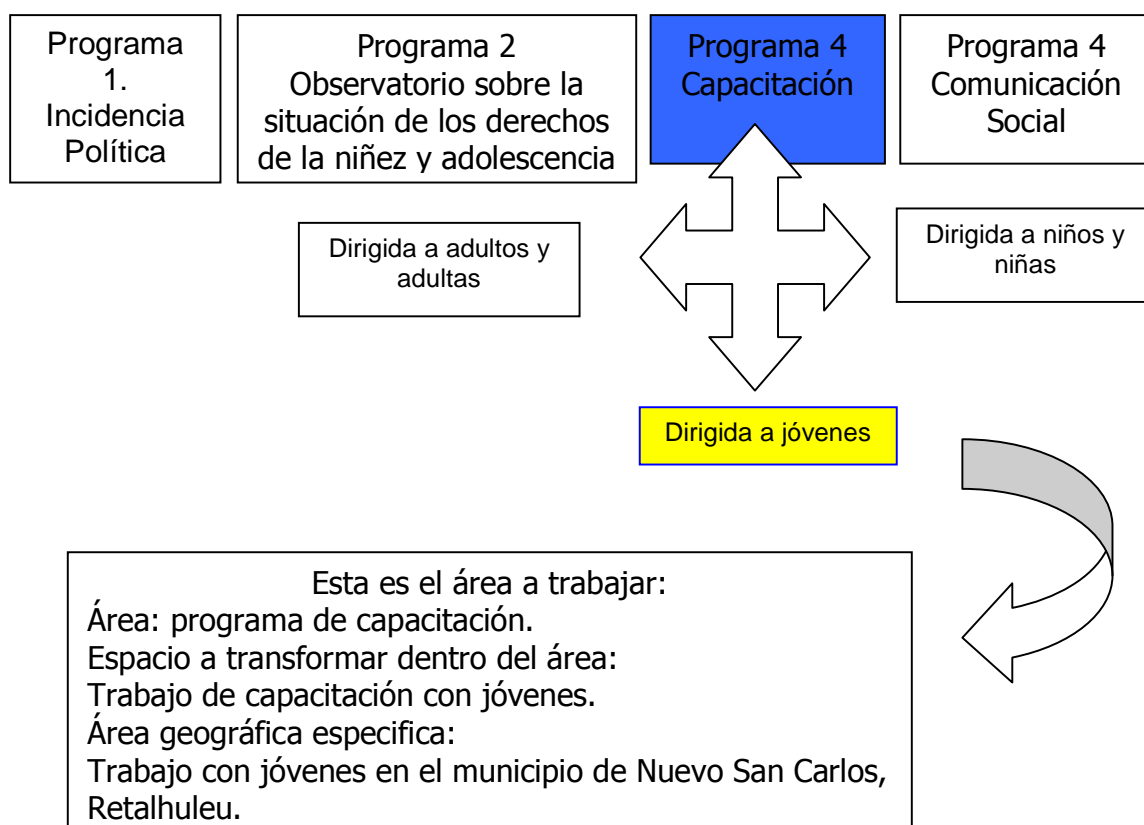 Programa
1.
Incidencia
Política
Programa 2
Observatorio sobre la
situación de los derechos
de la niñez y adolescencia
Programa 4
Capacitación
Programa 4
Comunicación
Social
Dirigida a adultos y
adultas
Dirigida a niños y
niñas
Dirigida a jóvenes
Esta es el área a trabajar:
Área: programa de capacitación.
Espacio a transformar dentro del área:
Trabajo de capacitación con jóvenes.
Área geográfica especifica:
Trabajo con jóvenes en el municipio de Nuevo San Carlos,
Retalhuleu.